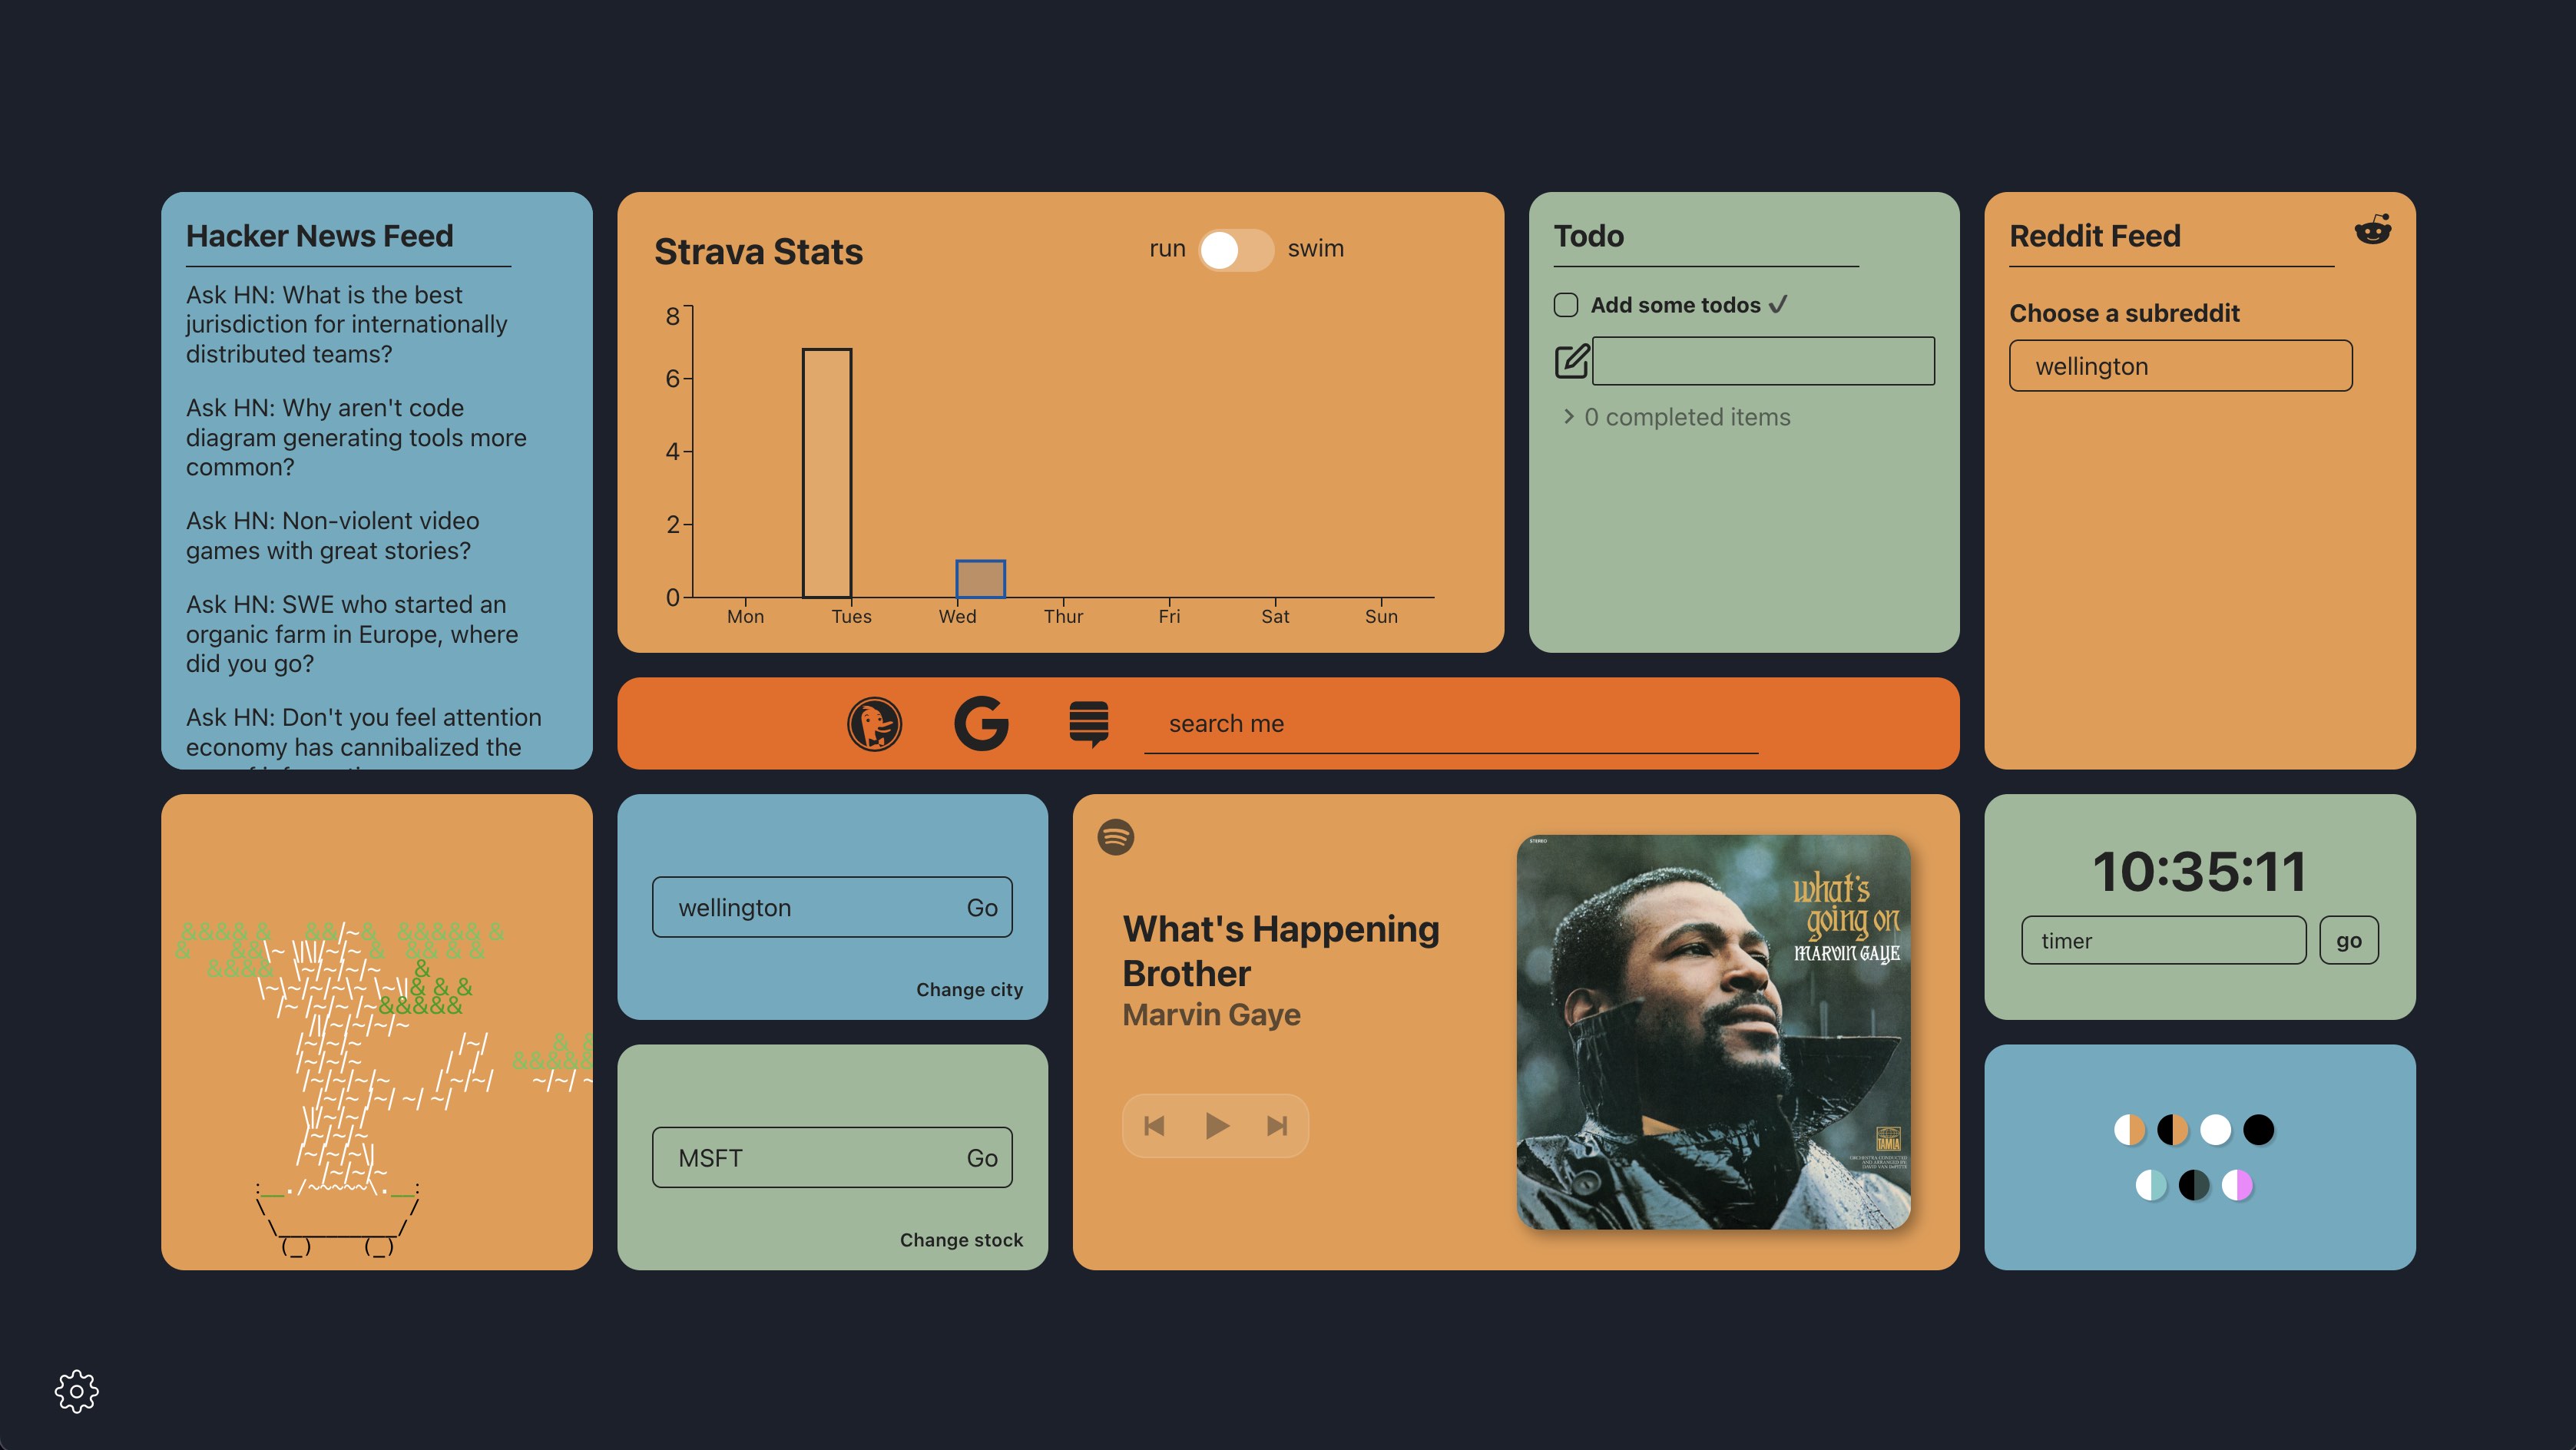 Hacker News Feed
Ask HN: What is the best
jurisdiction for internationally
distributed teams?
Ask HN: Why aren't code
diagram generating tools more
common?
Ask HN: Non-violent video
games with great stories?
Ask HN: SWE who started an
organic farm in Europe, where
did you go?
Ask HN: Don't you feel attention
economy has cannibalized the
Strava Stats
run
swim
8
6
4
2
0
Mon
Tues
Wed
Thur
Fri
Sat
Sun
Todo
Add some todos ✓
0 completed items
Reddit Feed
Choose a subreddit
wellington
search me
wellington
Go
Change city
MSFT
Go
Change stock
What's Happening
Brother
Marvin Gaye
STEREO
what's
going on
MARVIN GAYE
TAMLA
10:35:11
timer
go